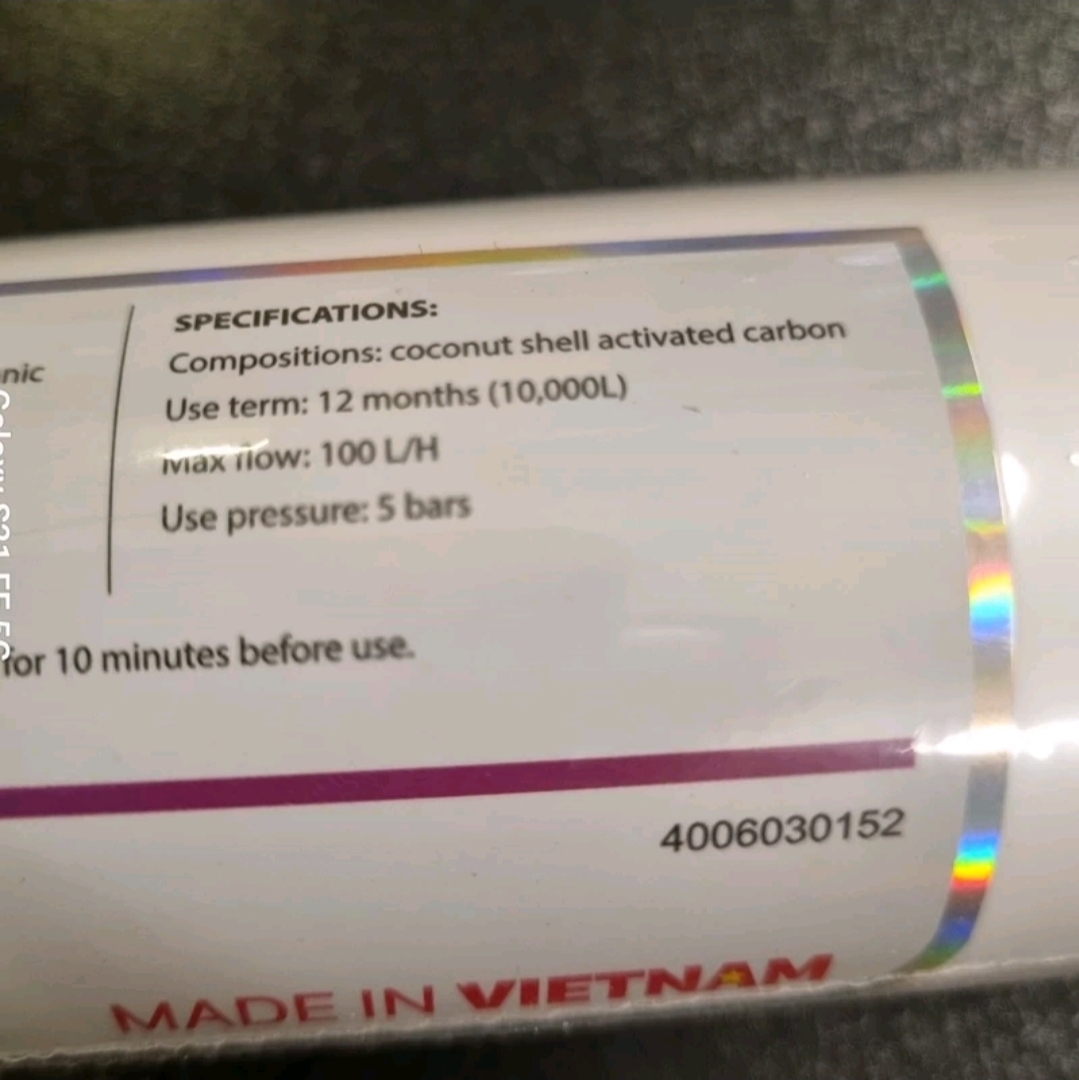 SPECIFICATIONS:
Compositions: coconut shell activated carbon
nic
Use term: 12 months (10,000L)
Max flow: 100 L/H
Use pressure: 5 bars
for 10 minutes before use.
4006030152
MADE IN VIETNAM